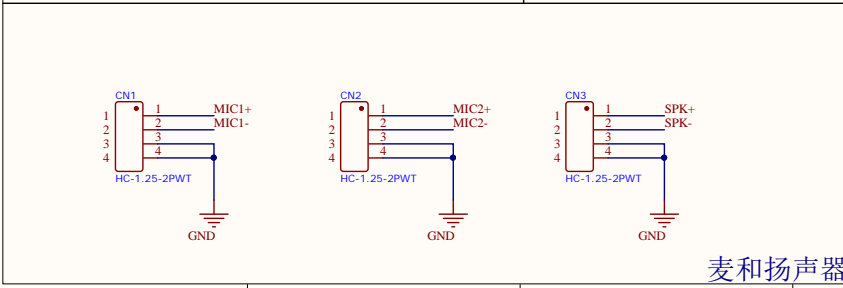 CN1
1 1 MIC1+
2 2 MIC1-
3 3
4 4
HC-1.25-2PWT
GND
CN2
1 1 MIC2+
2 2 MIC2-
3 3
4 4
HC-1.25-2PWT
GND
CN3
1 1 SPK+
2 2 SPK-
3 3
4 4
HC-1.25-2PWT
GND
麦和扬声器